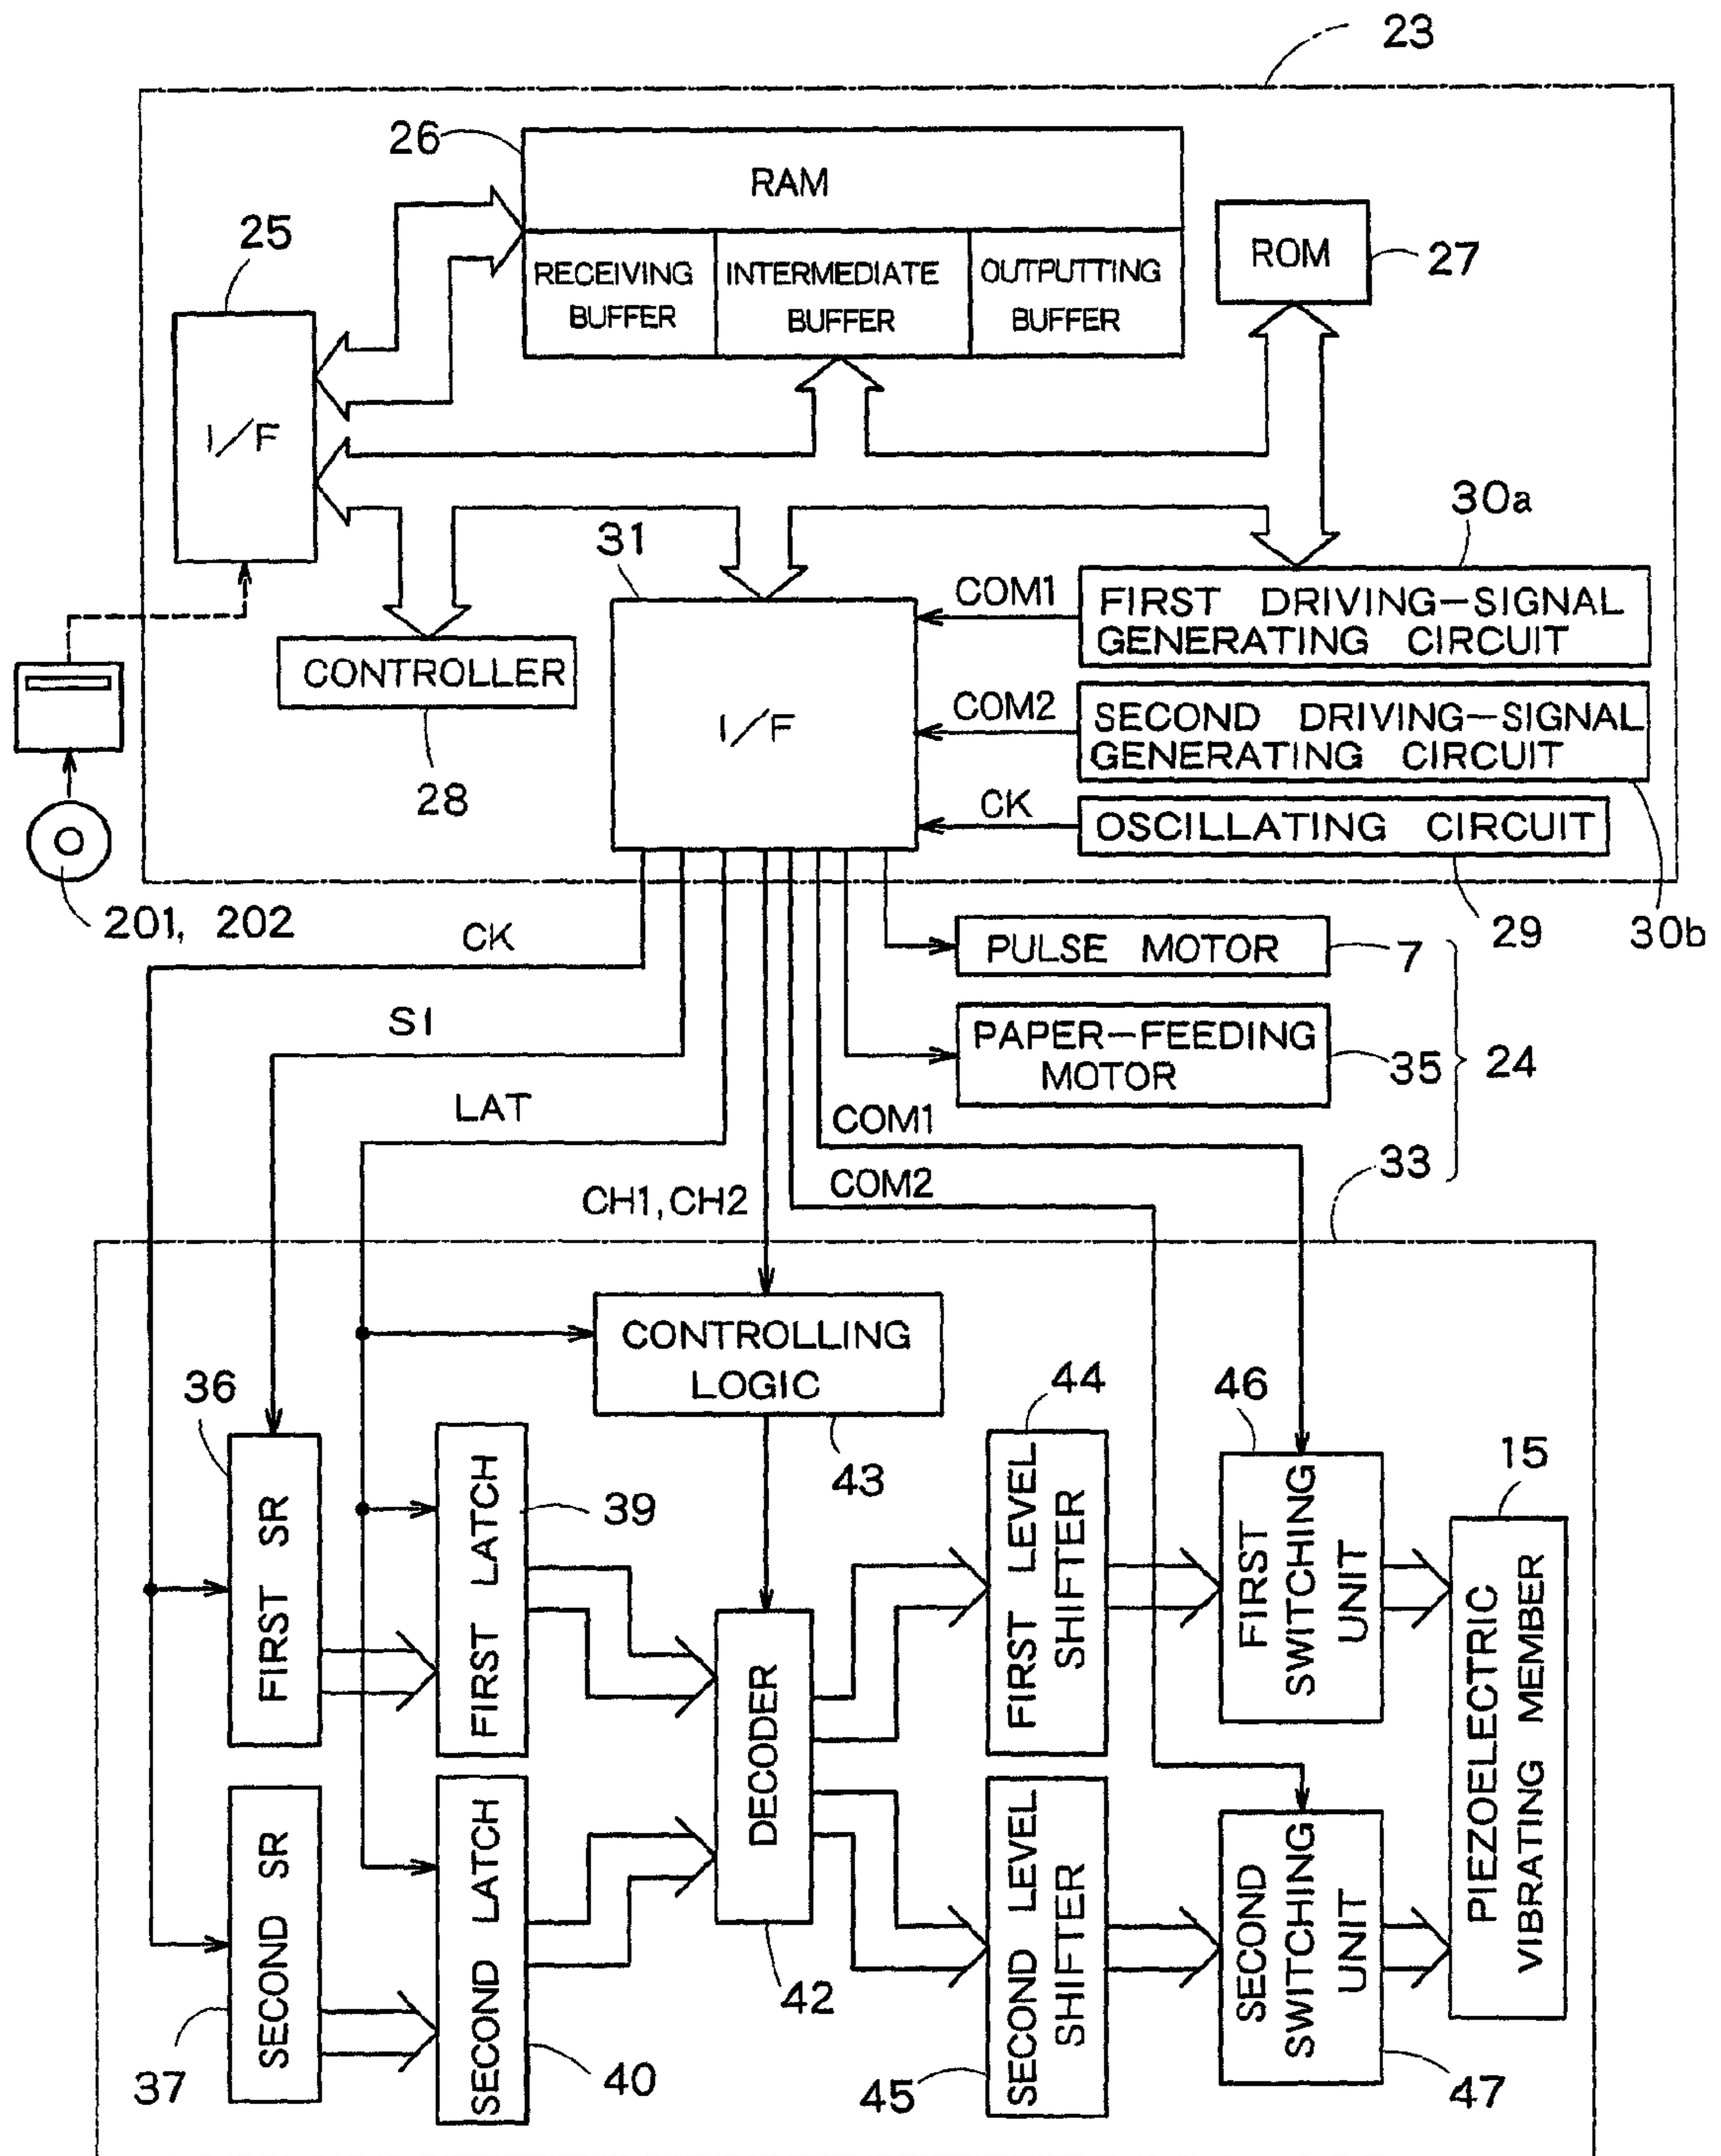 23
26
RAM
25
RECEIVING
BUFFER
INTERMEDIATE
BUFFER
OUTPUTTING
BUFFER
ROM
27
I/F
30a
31
COM1
FIRST DRIVING-SIGNAL
GENERATING CIRCUIT
CONTROLLER
I/F
COM2
SECOND DRIVING-SIGNAL
GENERATING CIRCUIT
28
CK
OSCILLATING CIRCUIT
201, 202
CK
PULSE MOTOR
7
29
30b
SI
PAPER-FEEDING
MOTOR
35
24
LAT
COM1
33
CH1,CH2
COM2
CONTROLLING
LOGIC
36
44
46
43
15
39
FIRST SR
FIRST LATCH
FIRST LEVEL
SHIFTER
FIRST
SWITCHING
UNIT
DECODER
PIEZOELECTRIC
VIBRATING MEMBER
SECOND SR
SECOND LATCH
SECOND LEVEL
SHIFTER
SECOND
SWITCHING
UNIT
42
37
40
45
47